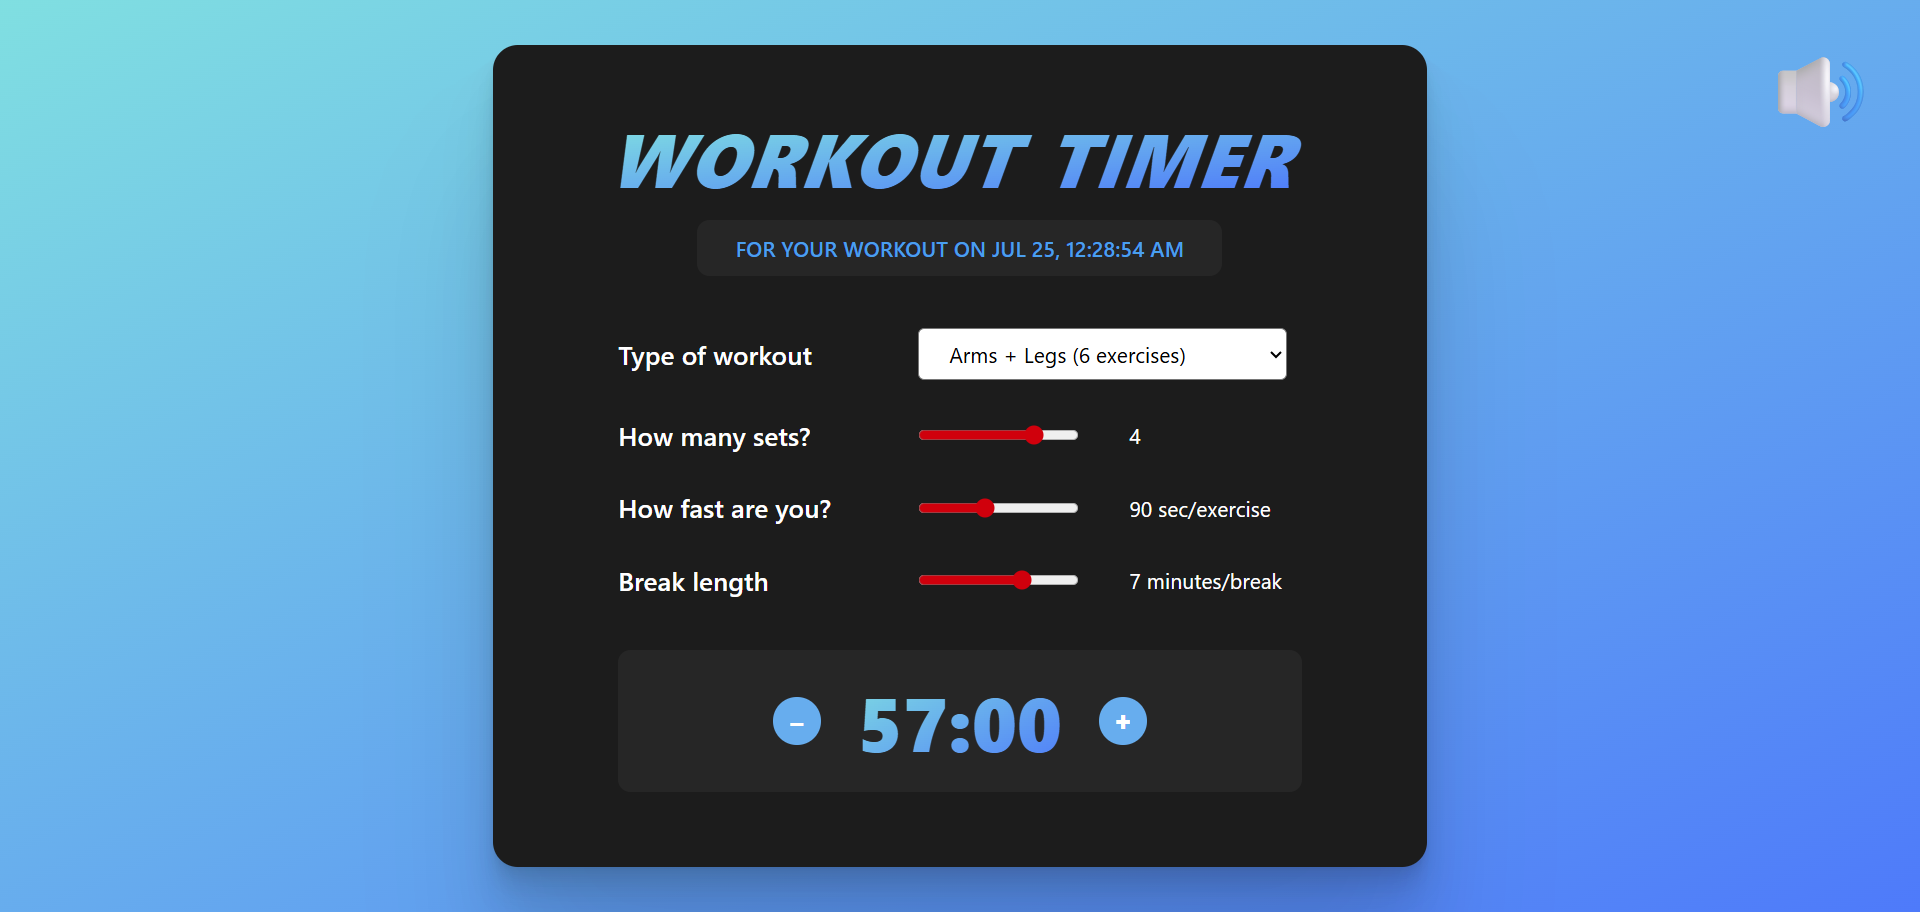 WORKOUT TIMER
FOR YOUR WORKOUT ON JUL 25, 12:28:54 AM
Type of workout
Arms + Legs (6 exercises)
How many sets?
4
How fast are you?
90 sec/exercise
Break length
7 minutes/break
– 57:00 +